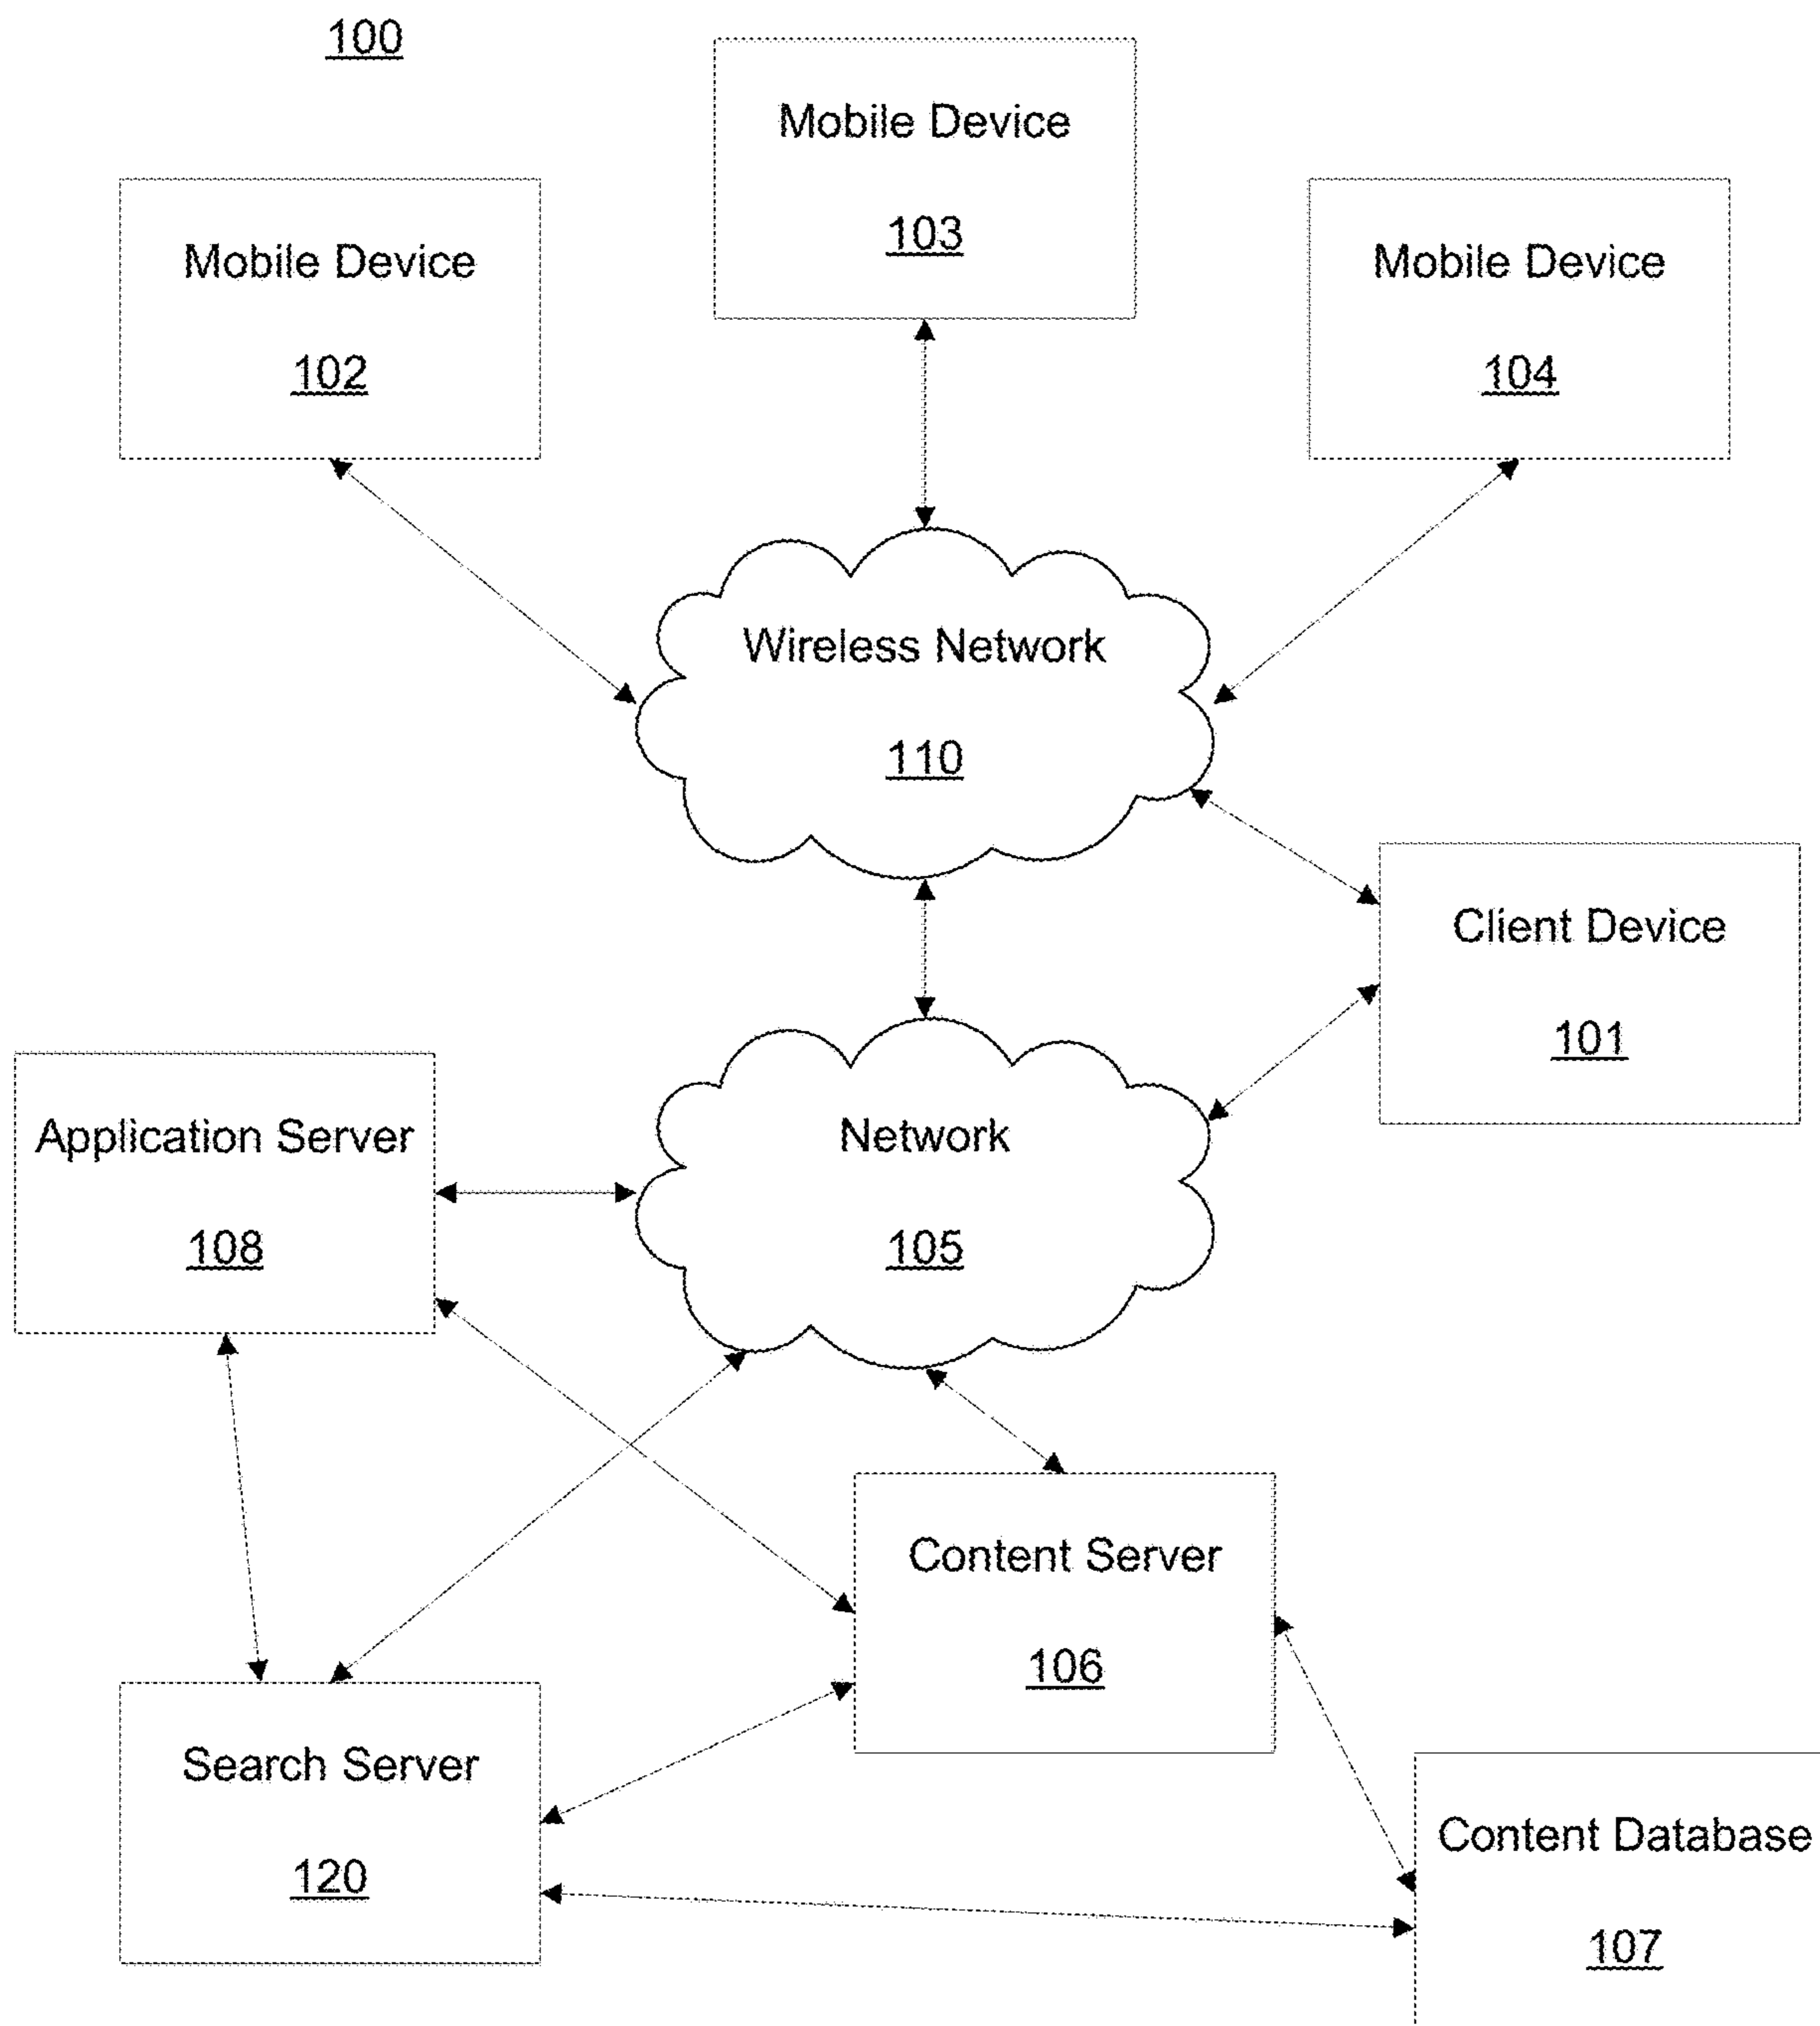 100
Mobile Device
103
Mobile Device
102
Mobile Device
104
Wireless Network
110
Client Device
101
Application Server
108
Network
105
Content Server
106
Search Server
120
Content Database
107